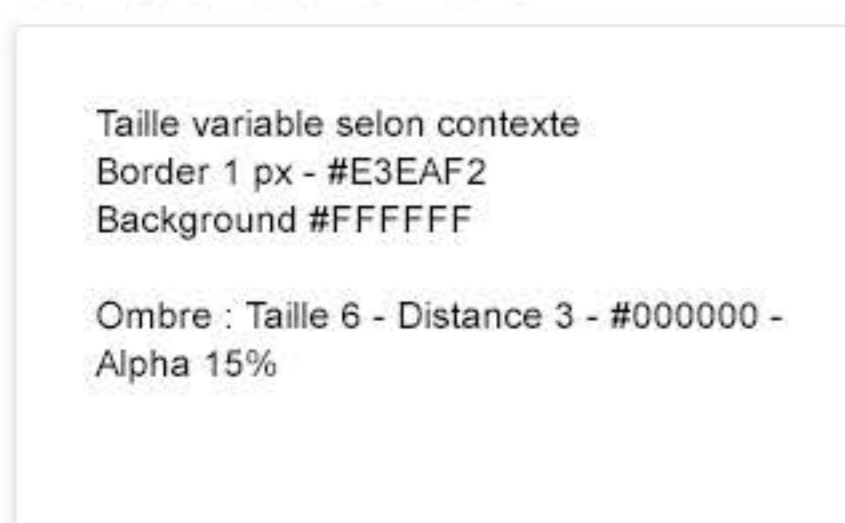 Taille variable selon contexte
Border 1 px - #E3EAF2
Background #FFFFFF
Ombre : Taille 6 - Distance 3 - #000000 -
Alpha 15%